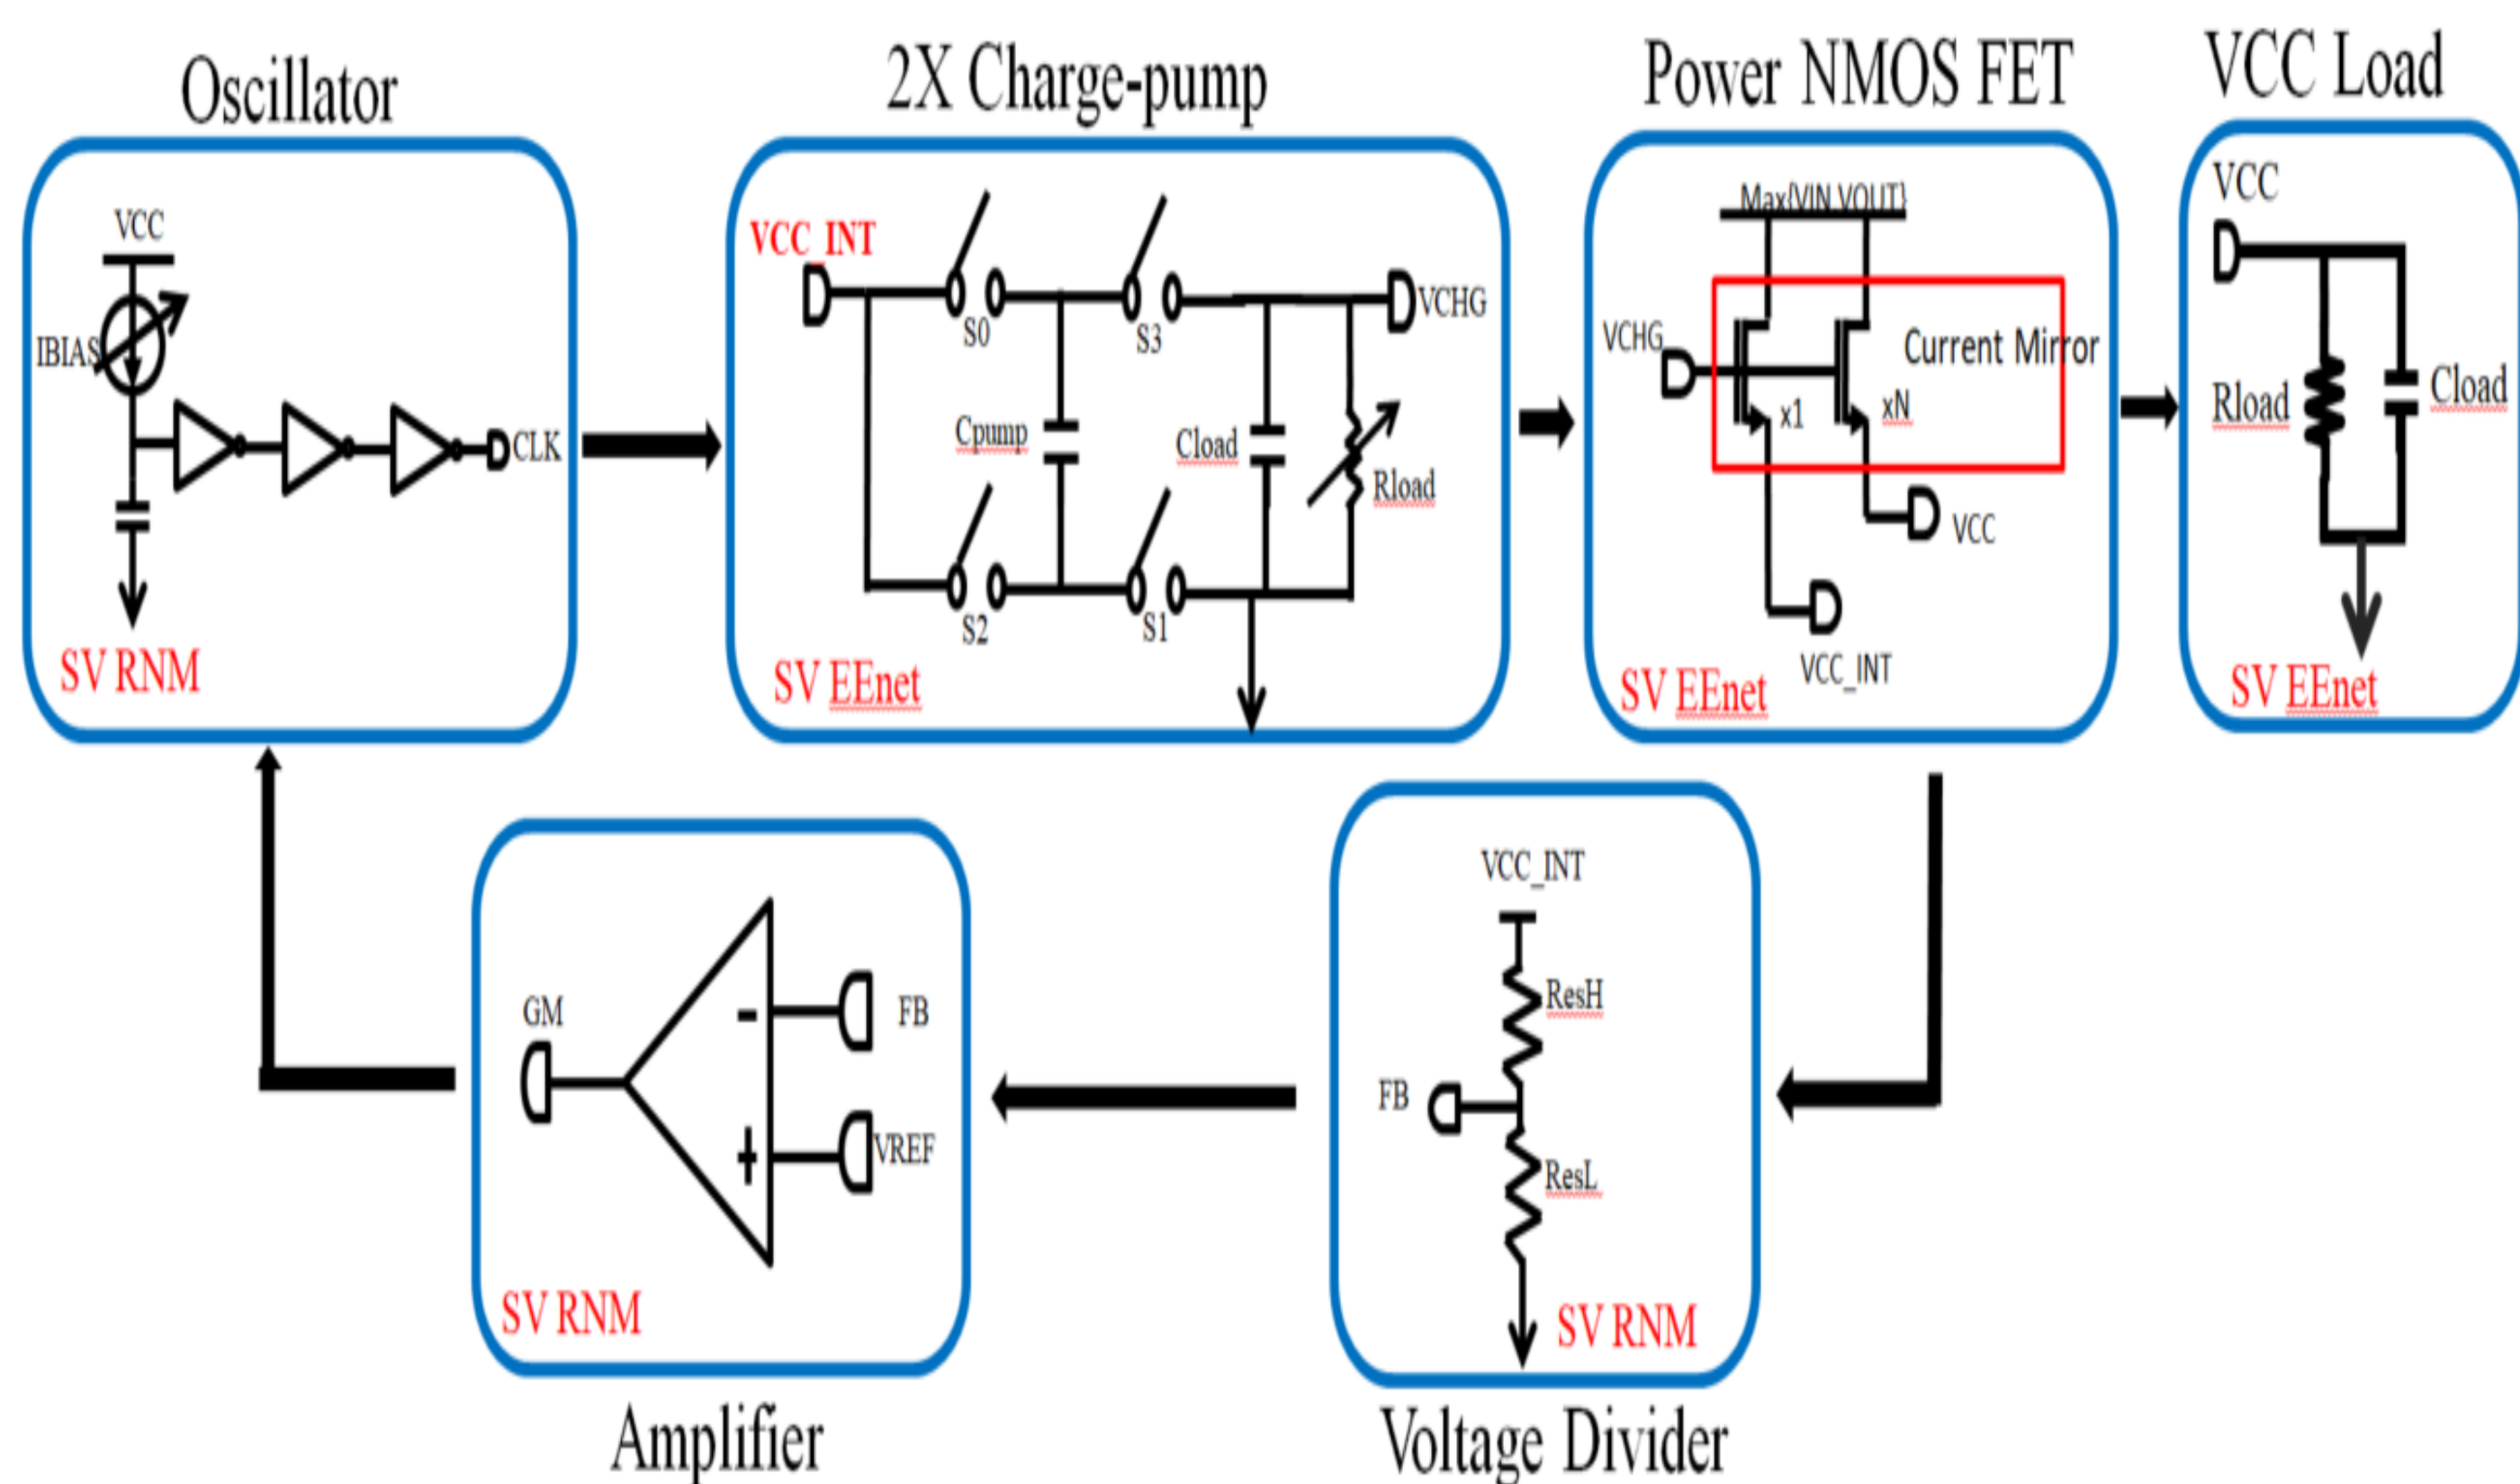 Oscillator
2X Charge-pump
Power NMOS FET
VCC Load
VCC
IBIAS
CLK
SV RNM
VCC_INT
S0
S3
VCHG
Cpump
Cload
Rload
S2
S1
SV EEnet
Max{VIN,VOUT}
VCHG
Current Mirror
x1
xN
VCC
VCC_INT
SV EEnet
VCC
Rload
Cload
SV EEnet
GM
-
FB
+
VREF
SV RNM
Amplifier
VCC_INT
ResH
FB
ResL
SV RNM
Voltage Divider